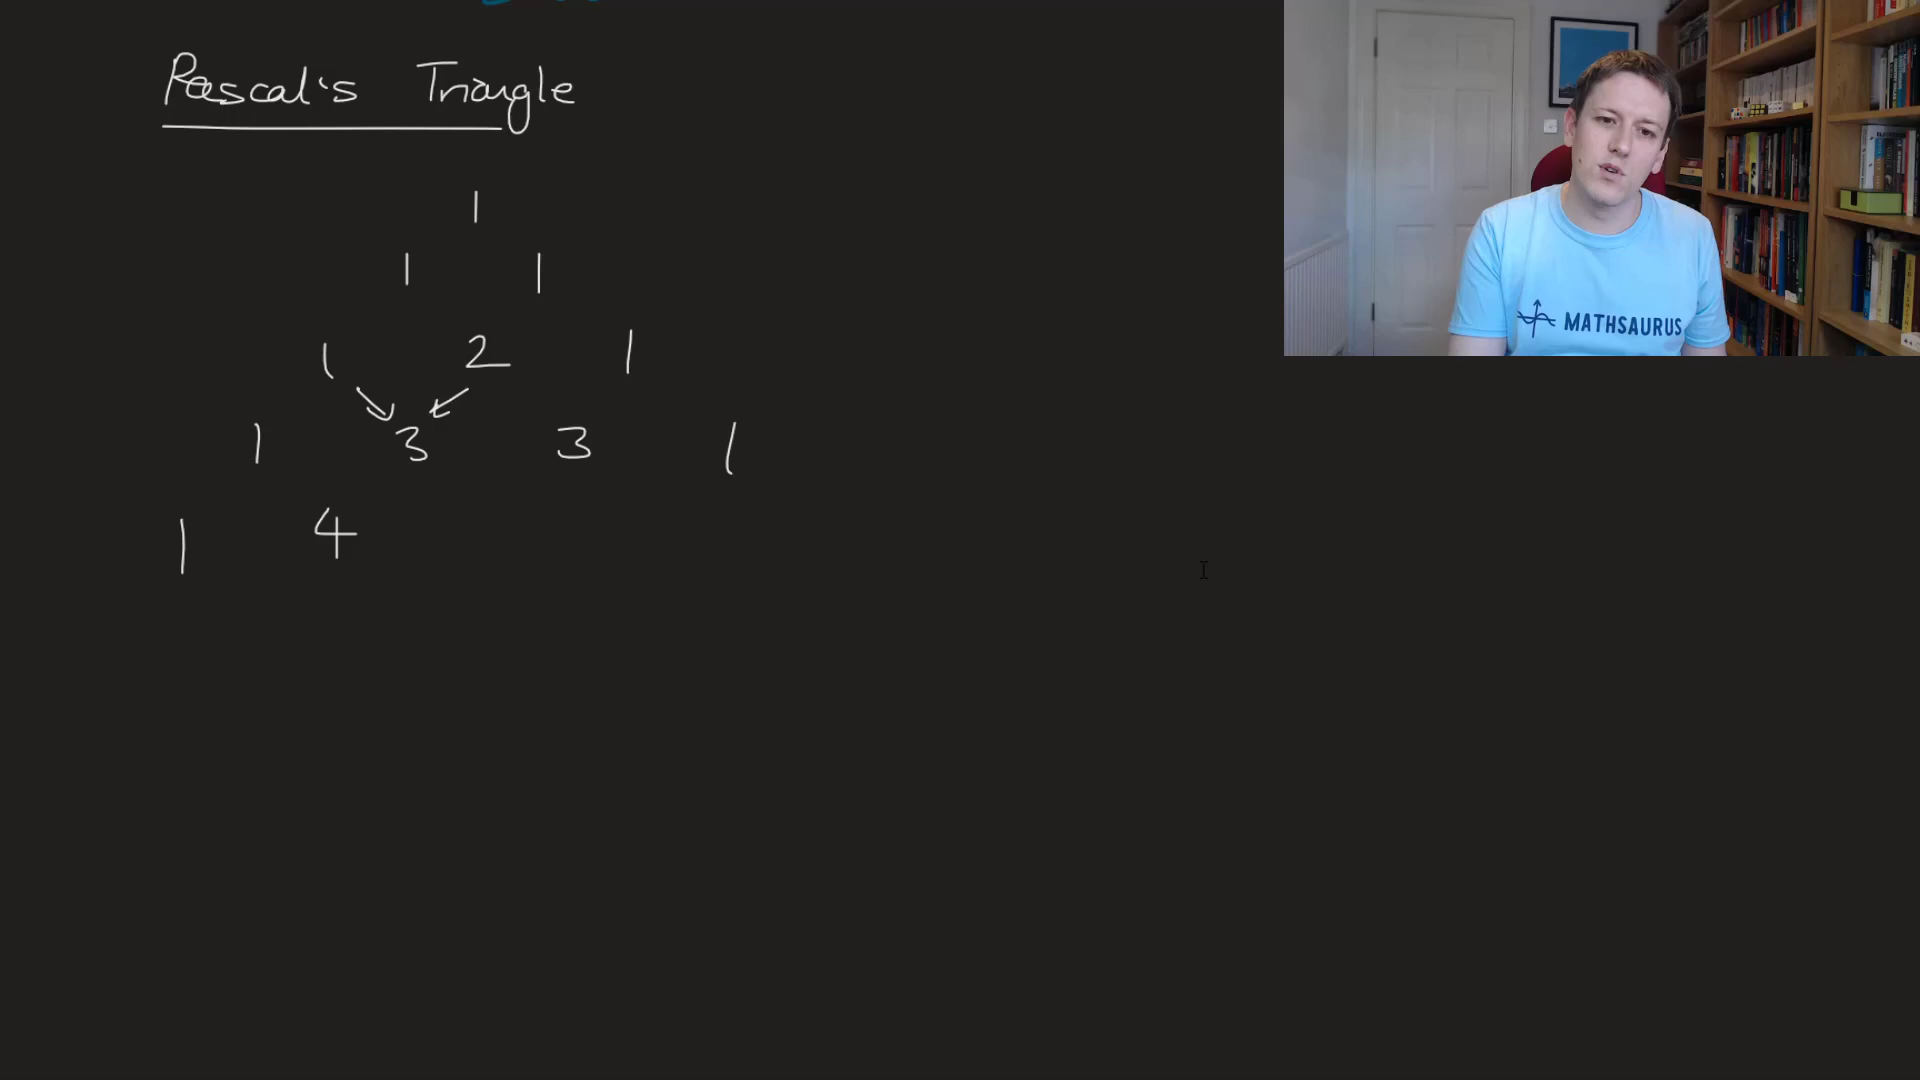 Pascal's Triangle
1
1 1
1 2 1
1 3 3 1
1 4
MATHSAURUS